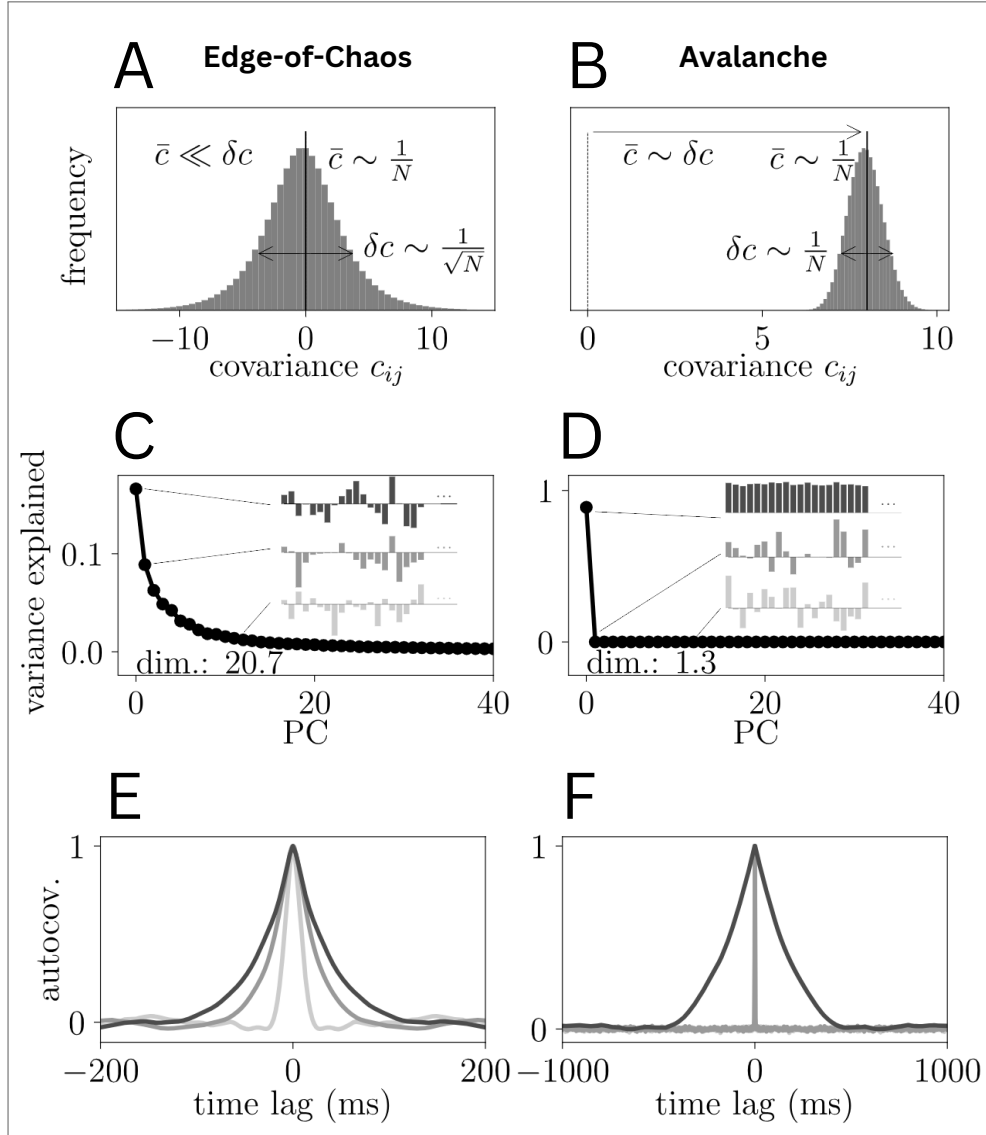 A Edge-of-Chaos
B Avalanche
frequency
c̄ ≪ δc
c̄ ∼ 1/N
δc ∼ 1/√N
−10 0 10
covariance c_ij
c̄ ∼ δc
c̄ ∼ 1/N
δc ∼ 1/N
0 5 10
covariance c_ij
C
variance explained
0.1
0.0
...
...
...
dim.: 20.7
0 20 40
PC
D
1
0
...
...
...
dim.: 1.3
0 20 40
PC
E
autocov.
1
0
−200 0 200
time lag (ms)
F
1
0
−1000 0 1000
time lag (ms)